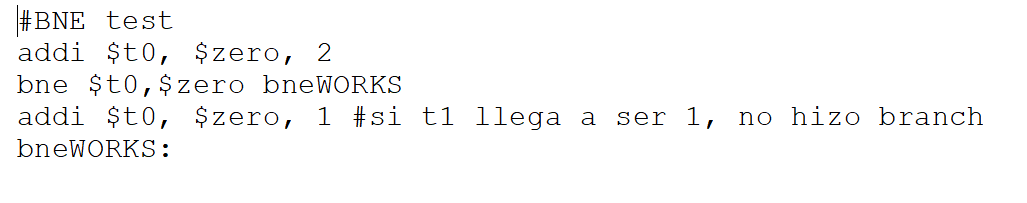 #BNE test
addi $t0, $zero, 2
bne $t0,$zero bneWORKS
addi $t0, $zero, 1 #si t1 llega a ser 1, no hizo branch
bneWORKS: